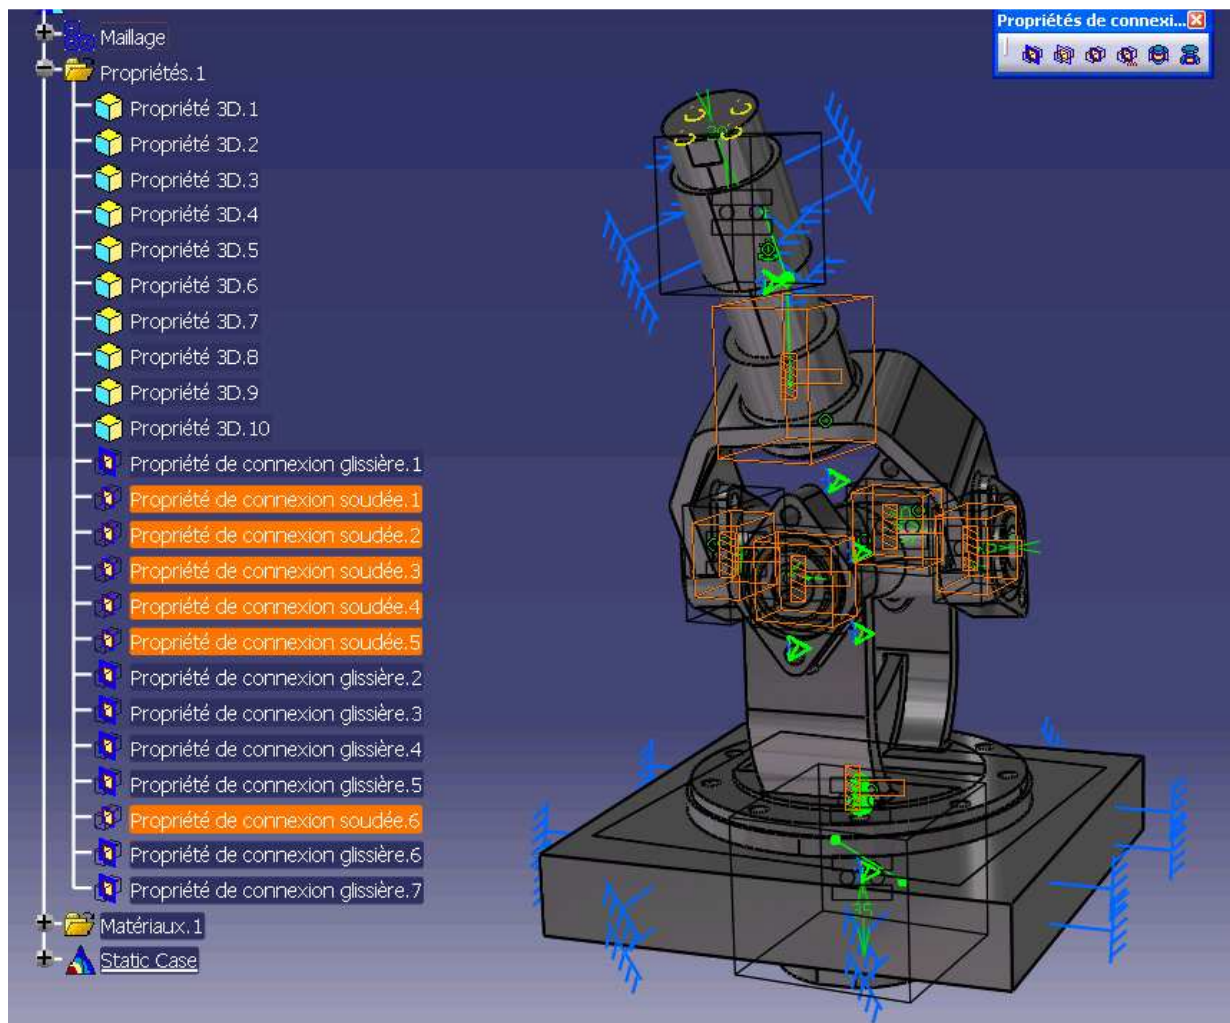 Propriétés de connexi...
Maillage
Propriétés.1
Propriété 3D.1
Propriété 3D.2
Propriété 3D.3
Propriété 3D.4
Propriété 3D.5
Propriété 3D.6
Propriété 3D.7
Propriété 3D.8
Propriété 3D.9
Propriété 3D.10
Propriété de connexion glissière.1
Propriété de connexion soudée.1
Propriété de connexion soudée.2
Propriété de connexion soudée.3
Propriété de connexion soudée.4
Propriété de connexion soudée.5
Propriété de connexion glissière.2
Propriété de connexion glissière.3
Propriété de connexion glissière.4
Propriété de connexion glissière.5
Propriété de connexion soudée.6
Propriété de connexion glissière.6
Propriété de connexion glissière.7
Matériaux.1
Static Case